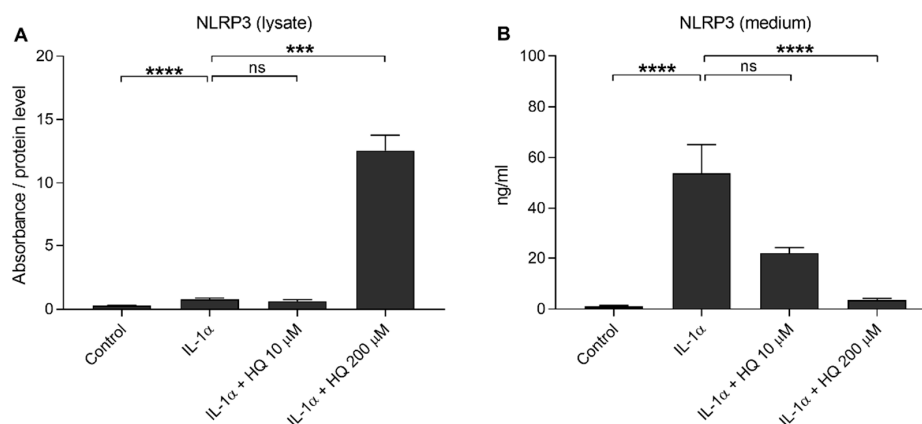 NLRP3 (lysate)
A
***
****
ns
Absorbance / protein level
20
15
10
5
0
Control
IL-1α
IL-1α + HQ 10 μM
IL-1α + HQ 200 μM
NLRP3 (medium)
B
****
****
ns
ng/ml
100
80
60
40
20
0
Control
IL-1α
IL-1α + HQ 10 μM
IL-1α + HQ 200 μM